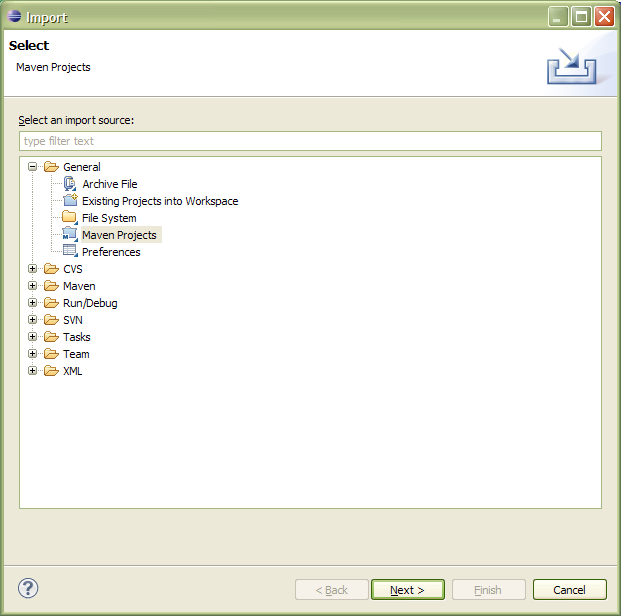 Import
Select
Maven Projects
Select an import source:
type filter text
General
Archive File
Existing Projects into Workspace
File System
Maven Projects
Preferences
CVS
Maven
Run/Debug
SVN
Tasks
Team
XML
? < Back Next > Finish Cancel